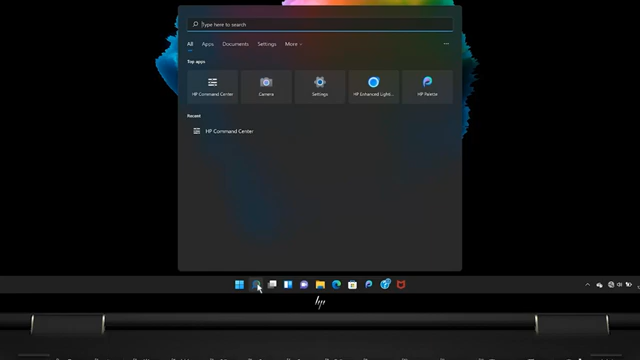 Type here to search
All Apps Documents Settings More
Top apps
HP Command Center Camera Settings HP Enhanced Light... HP Palette
Recent
HP Command Center
hp